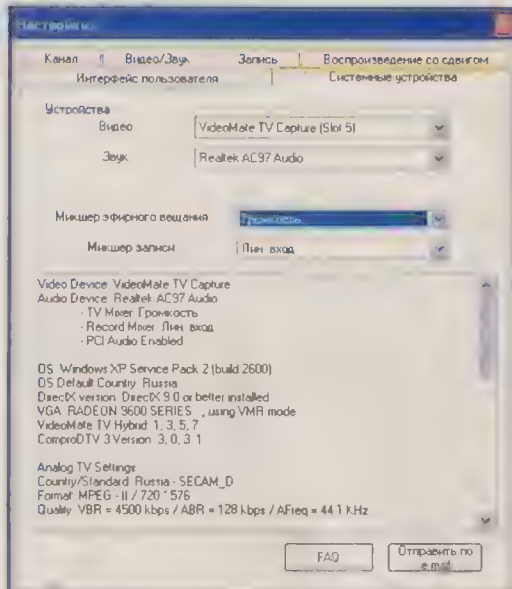 Настройки
Канал Видео/Звук Запись Воспроизведение со сдвигом
Интерфейс пользователя Системные устройства
Устройства
Видео VideoMate TV Capture (Slot 5)
Звук Realtek AC97 Audio
Микшер эфирного вещания Громкость
Микшер записи Лин. вход
Video Device VideoMate TV Capture
Audio Device Realtek AC97 Audio
- TV Mixer Громкость
- Record Mixer Лин. вход
- PCI Audio Enabled
OS Windows XP Service Pack 2 (build 2600)
OS Default Country Russia
DirectX version DirectX 9.0 or better installed
VGA RADEON 9600 SERIES , using VMR mode
VideoMate TV Hybrid 1, 3, 5, 7
ComproDTV 3 Version 3, 0, 3 1
Analog TV Settings
Country/Standard Russia - SECAM_D
Format MPEG - II / 720 * 576
Quality VBR = 4500 kbps / ABR = 128 kbps / AFreq = 44.1 KHz
FAQ
Отправить по
e.mail